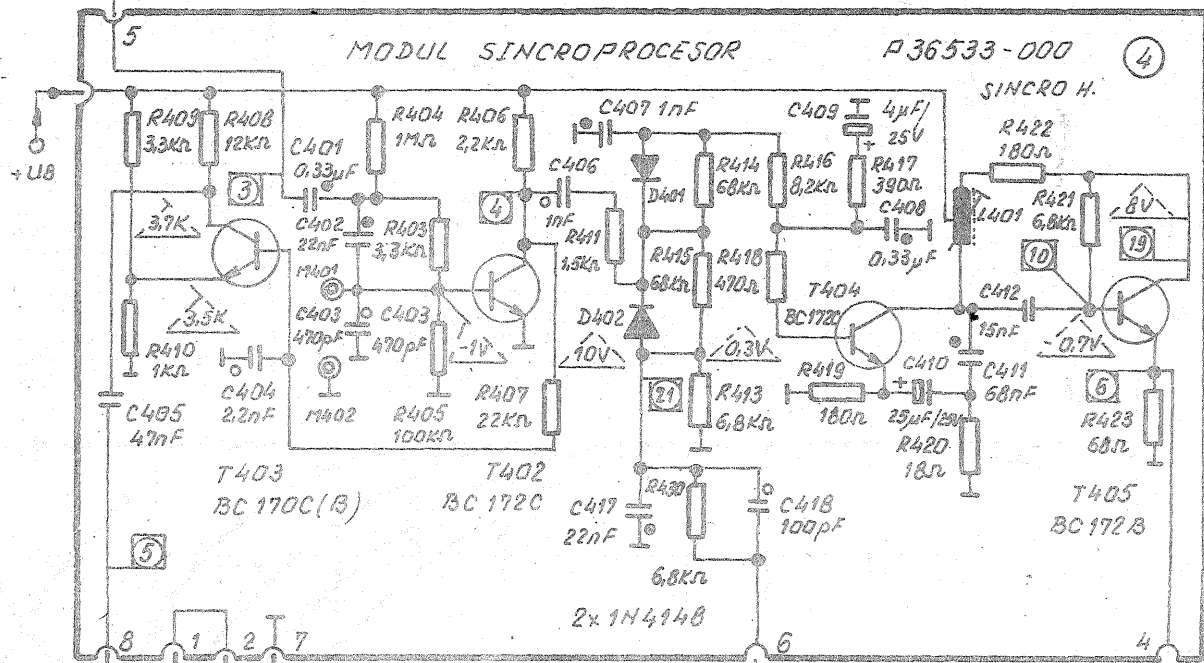 5
MODUL SINCROPROCESOR
P36533-000
4
SINCRO H.
+U8
R409
3,3KΩ
R408
12KΩ
C401
0,33µF
R404
1MΩ
R406
2,2KΩ
C407 1nF
C409
4µF/
25V
R422
180Ω
3
3,7K
C402
22nF
R403
3,3KΩ
4
C406
1nF
R411
1,5KΩ
D401
R414
68KΩ
R416
8,2KΩ
R417
390Ω
C408
0,33µF
L401
R421
6,8KΩ
8V
19
10
M401
R415
68KΩ
R418
470Ω
T404
BC172C
C412
15nF
3,5K
C403
470pF
C403
470pF
-1V
D402
10V
-0,3V
-0,7V
R410
1KΩ
C404
2,2nF
M402
R405
100KΩ
R407
22KΩ
21
R413
6,8KΩ
R419
180Ω
C410
25µF/25V
C411
68nF
6
R423
68Ω
C405
47nF
R420
18Ω
T403
BC 170C(B)
T402
BC 172C
T405
BC 172B
C417
22nF
R430
6,8KΩ
C418
100pF
5
2x 1N4148
8
1
2
7
6
4